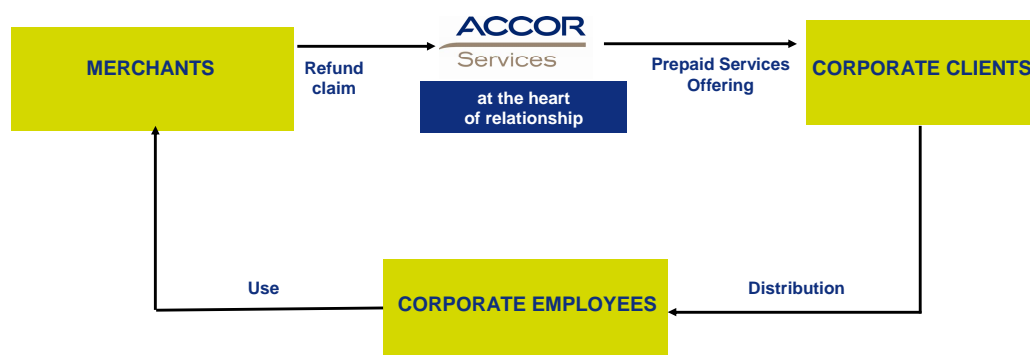 ACCOR
Services
MERCHANTS
Refund
claim
at the heart
of relationship
Prepaid Services
Offering
CORPORATE CLIENTS
Use
CORPORATE EMPLOYEES
Distribution